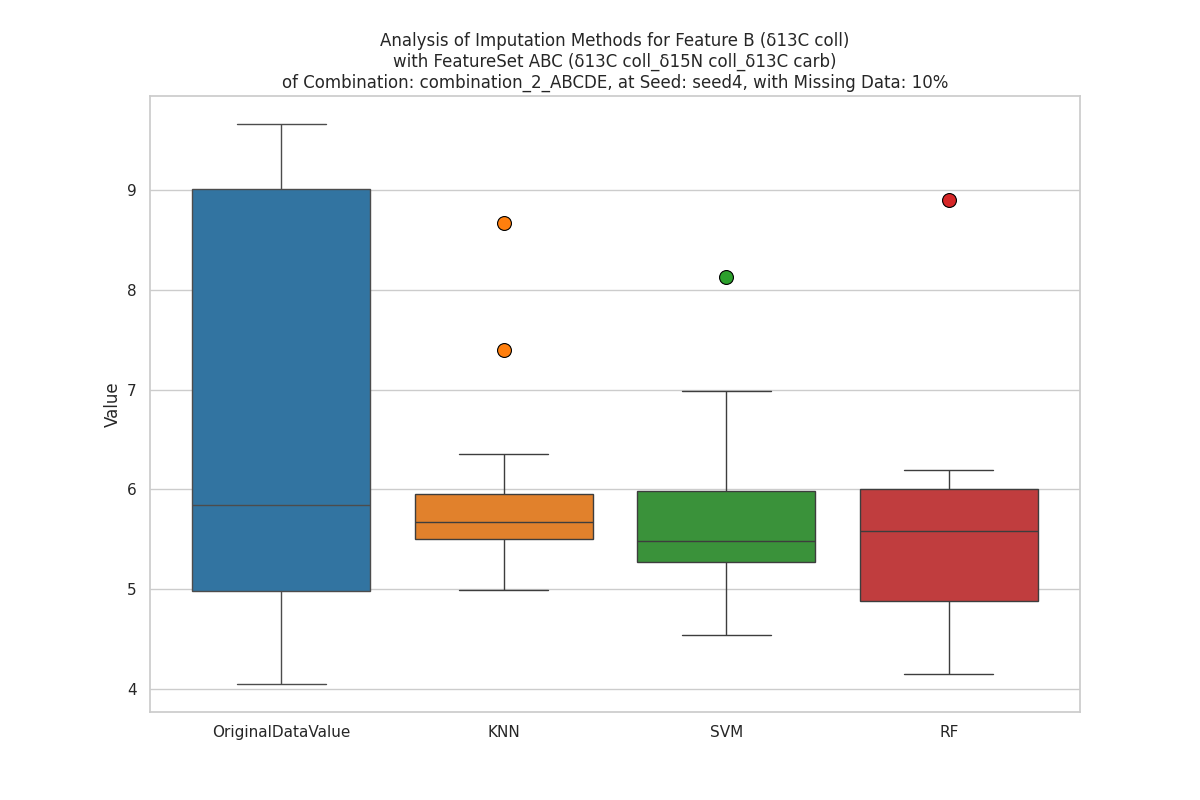 Analysis of Imputation Methods for Feature B (δ13C coll)
with FeatureSet ABC (δ13C coll_δ15N coll_δ13C carb)
of Combination: combination_2_ABCDE, at Seed: seed4, with Missing Data: 10%
9
8
7
6
5
4
Value
OriginalDataValue
KNN
SVM
RF